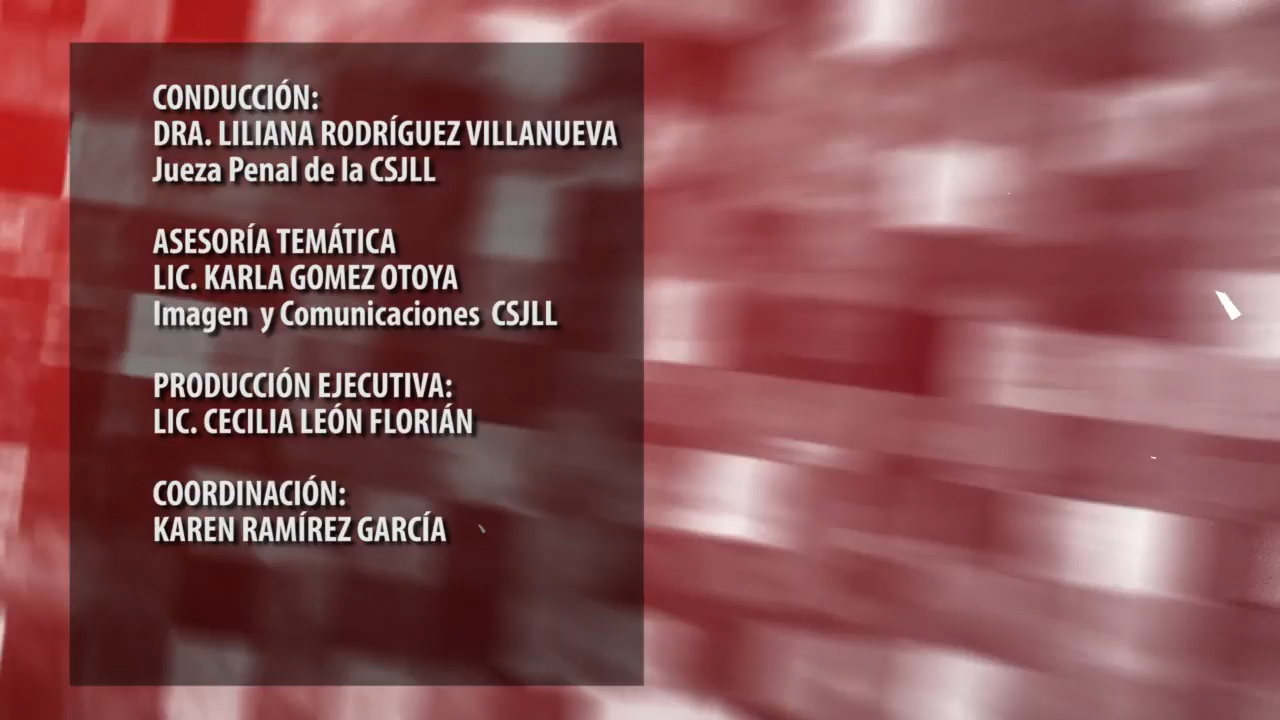 CONDUCCIÓN:
DRA. LILIANA RODRÍGUEZ VILLANUEVA
Jueza Penal de la CSJLL
ASESORÍA TEMÁTICA
LIC. KARLA GOMEZ OTOYA
Imagen y Comunicaciones CSJLL
PRODUCCIÓN EJECUTIVA:
LIC. CECILIA LEÓN FLORIÁN
COORDINACIÓN:
KAREN RAMÍREZ GARCÍA